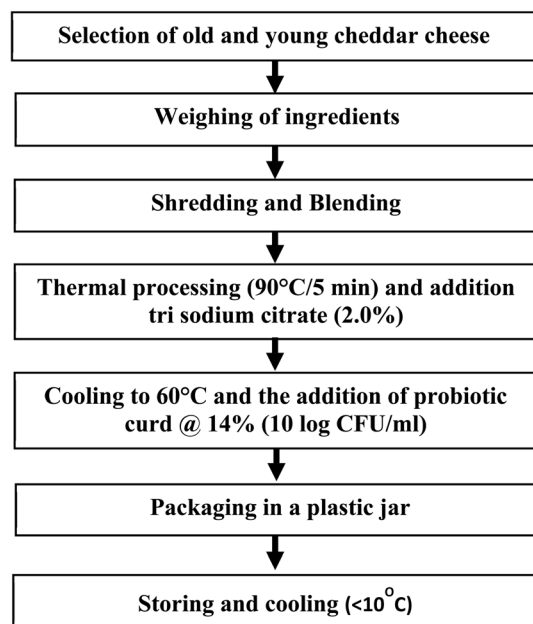 Selection of old and young cheddar cheese
Weighing of ingredients
Shredding and Blending
Thermal processing (90°C/5 min) and addition
tri sodium citrate (2.0%)
Cooling to 60°C and the addition of probiotic
curd @ 14% (10 log CFU/ml)
Packaging in a plastic jar
Storing and cooling (<10°C)